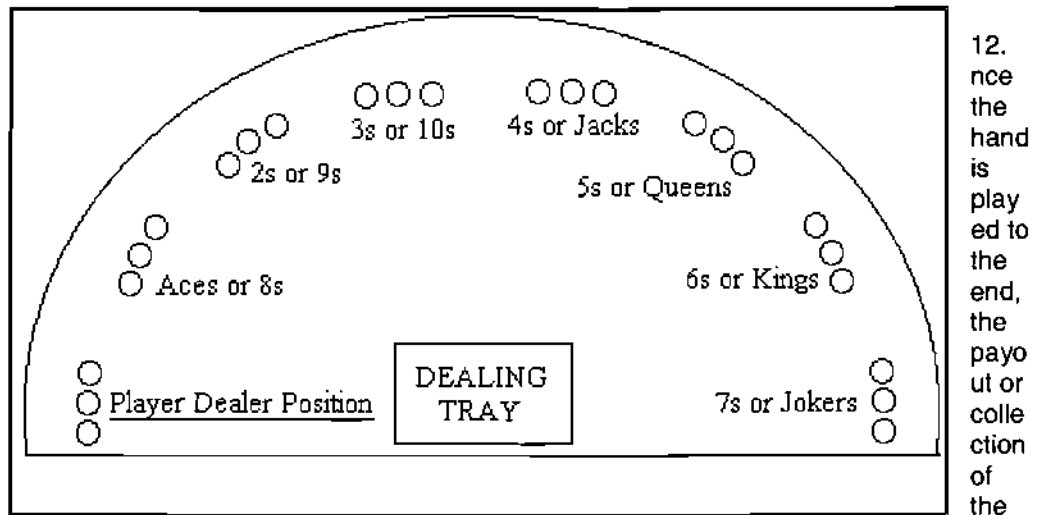 3s or 10s
4s or Jacks
2s or 9s
5s or Queens
Aces or 8s
6s or Kings
Player Dealer Position
DEALING
TRAY
7s or Jokers
12.
nce
the
hand
is
play
ed to
the
end,
the
payo
ut or
colle
ction
of
the